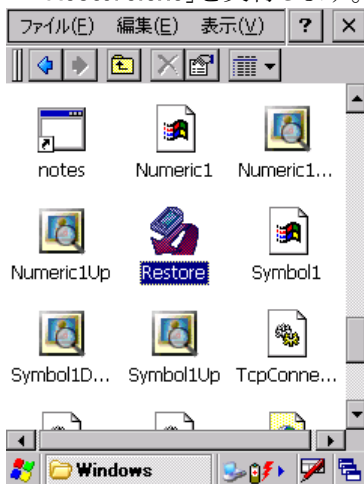 ファイル(F) 編集(E) 表示(V) ? ×
notes Numeric1 Numeric1...
Numeric1Up Restore Symbol1
Symbol1D... Symbol1Up TcpConne...
Windows